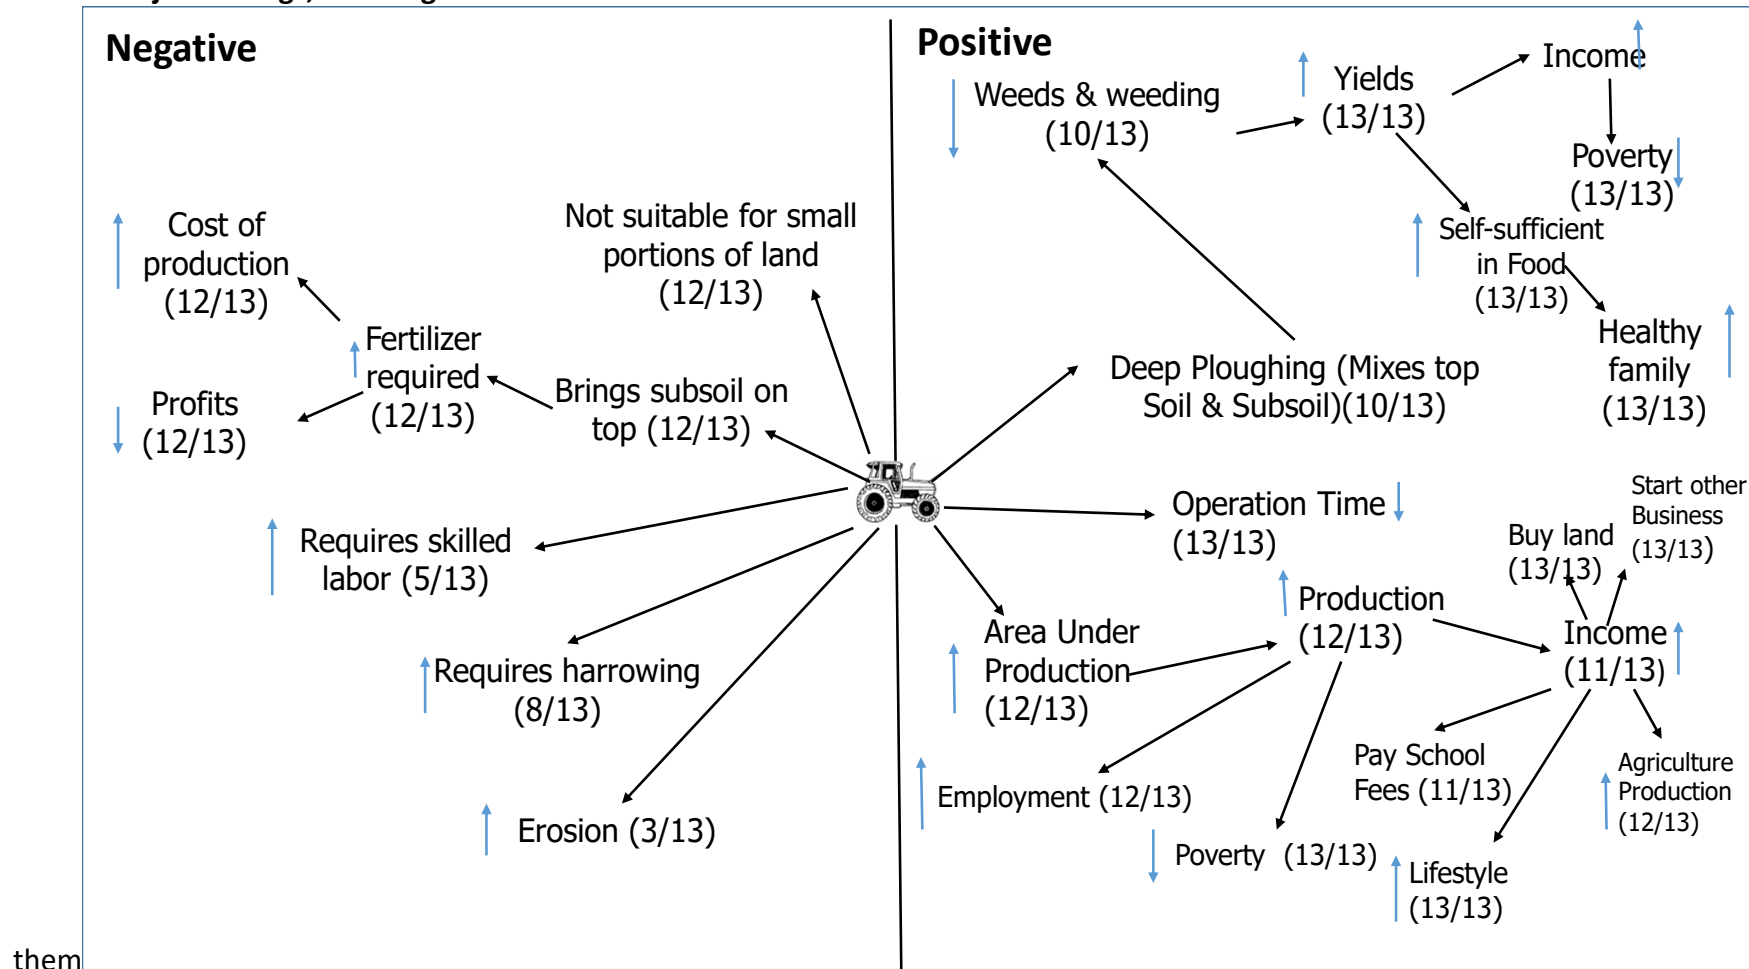 Negative
Cost of
production
(12/13)
Not suitable for small
portions of land
(12/13)
Fertilizer
required
(12/13)
Profits
(12/13)
Brings subsoil on
top (12/13)
Requires skilled
labor (5/13)
Requires harrowing
(8/13)
Erosion (3/13)
Positive
Weeds & weeding
(10/13)
Yields
(13/13)
Income
Poverty
(13/13)
Self-sufficient
in Food
(13/13)
Healthy
family
(13/13)
Deep Ploughing (Mixes top
Soil & Subsoil)(10/13)
Operation Time
(13/13)
Start other
Business
(13/13)
Buy land
(13/13)
Production
(12/13)
Area Under
Production
(12/13)
Income
(11/13)
Employment (12/13)
Poverty (13/13)
Pay School
Fees (11/13)
Agriculture
Production
(12/13)
Lifestyle
(13/13)
them